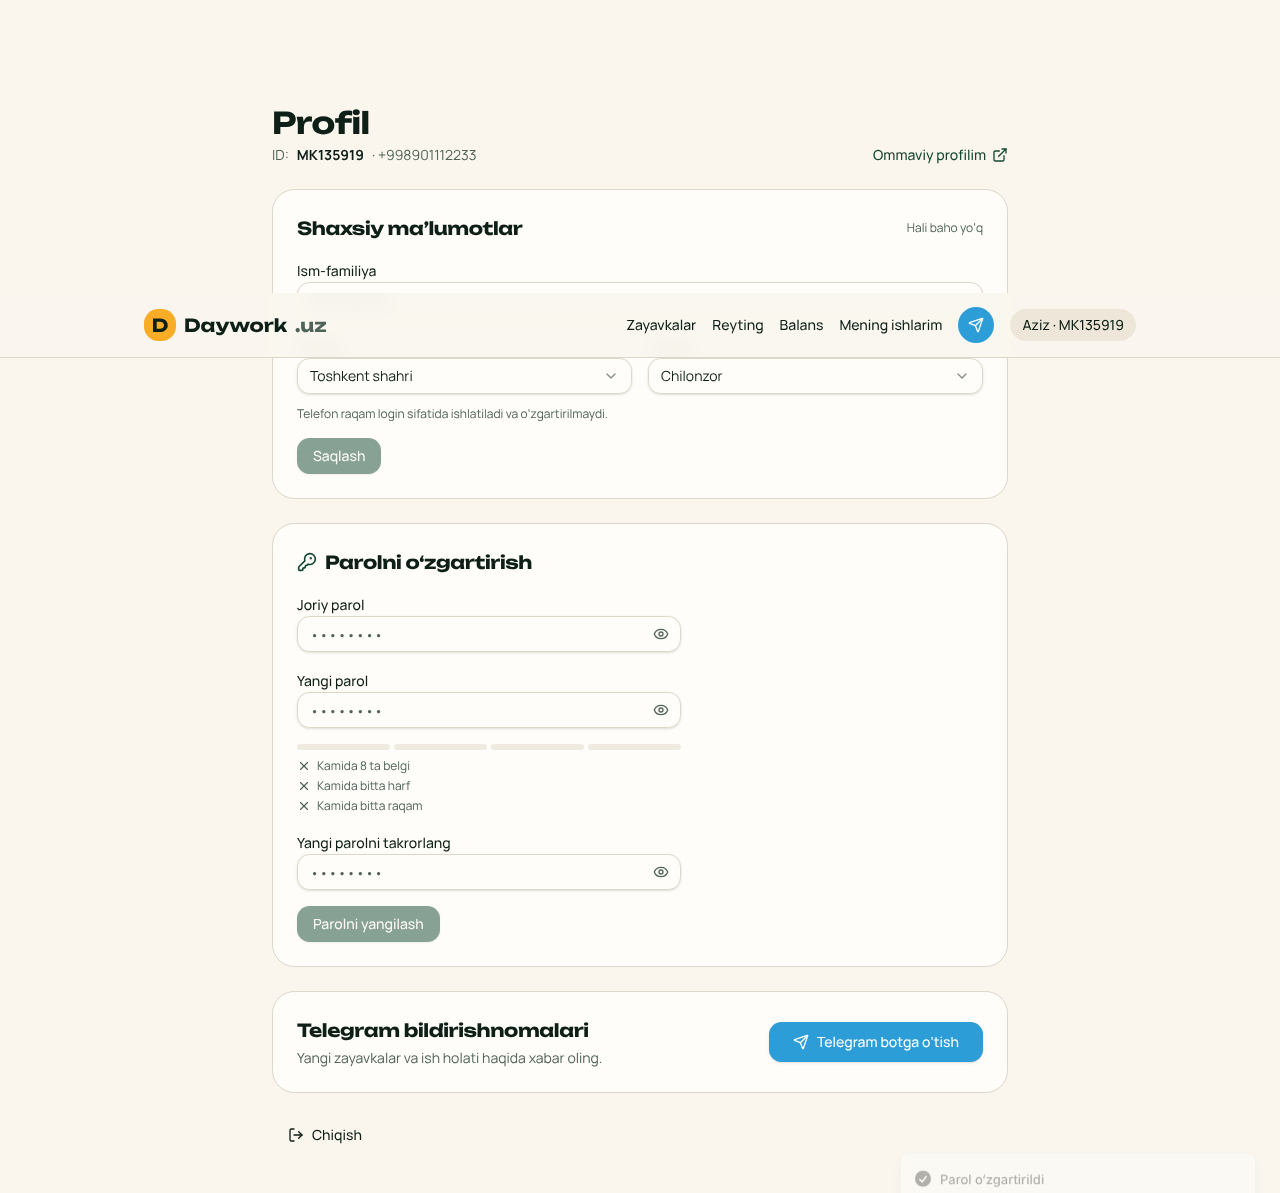 Profil
ID: MK135919 · +998901112233
Ommaviy profilim
Shaxsiy ma’lumotlar
Hali baho yo‘q
Ism-familiya
D Daywork .uz
Zayavkalar Reyting Balans Mening ishlarim Aziz · MK135919
Toshkent shahri
Chilonzor
Telefon raqam login sifatida ishlatiladi va o‘zgartirilmaydi.
Saqlash
Parolni o‘zgartirish
Joriy parol
••••••••
Yangi parol
••••••••
Kamida 8 ta belgi
Kamida bitta harf
Kamida bitta raqam
Yangi parolni takrorlang
••••••••
Parolni yangilash
Telegram bildirishnomalari
Yangi zayavkalar va ish holati haqida xabar oling.
Telegram botga o‘tish
Chiqish
Parol o‘zgartirildi